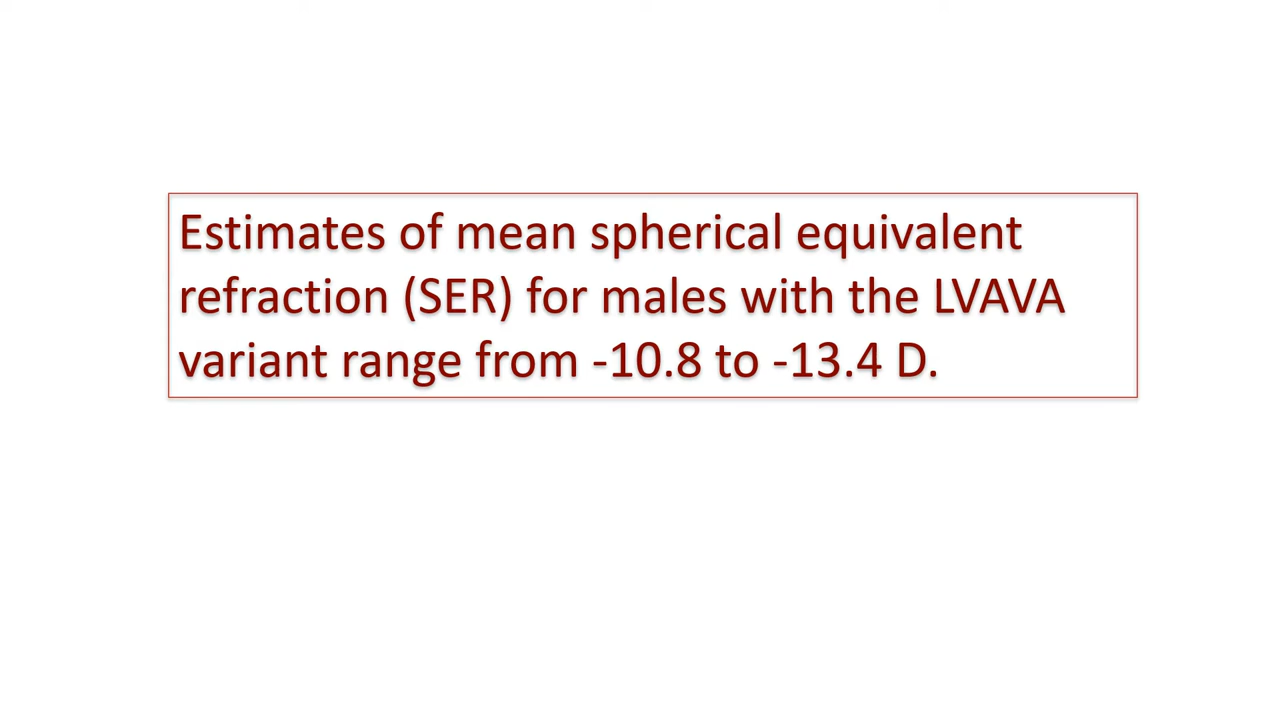 Estimates of mean spherical equivalent
refraction (SER) for males with the LVAVA
variant range from -10.8 to -13.4 D.